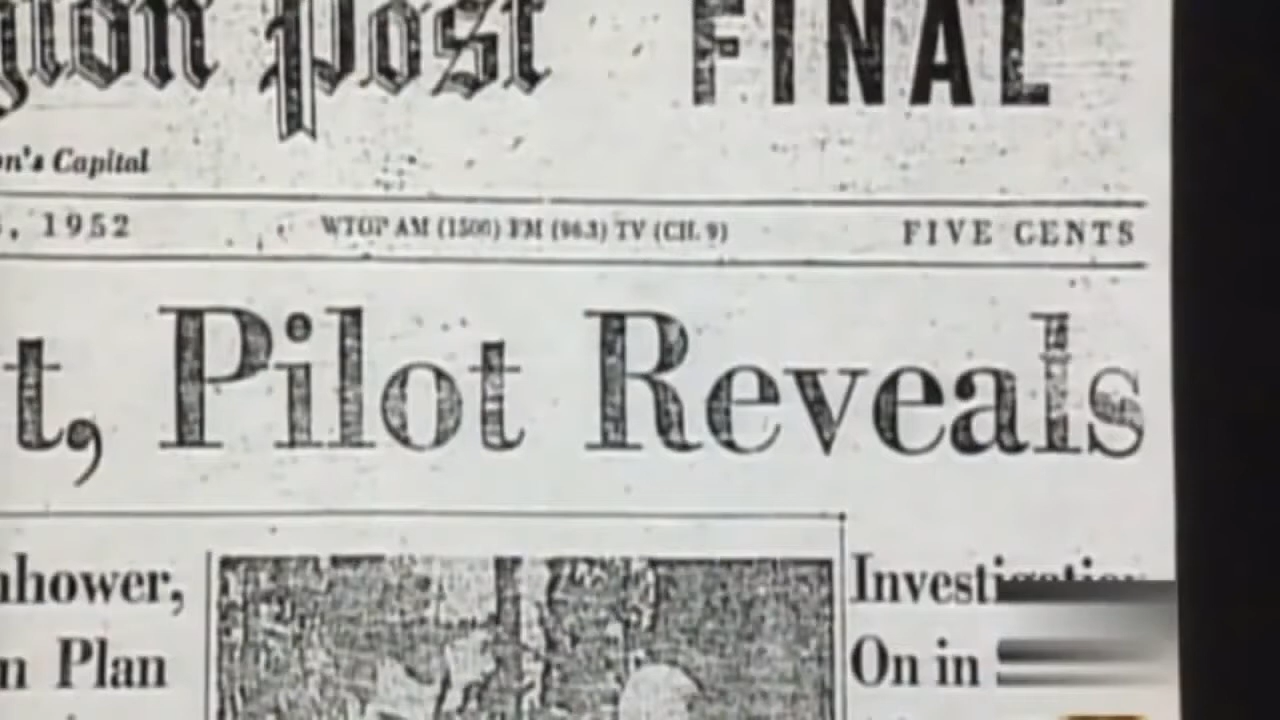 gton Post FINAL
on's Capital
, 1952 WTOP AM (1500) FM (96.3) TV (CH. 9) FIVE CENTS
t, Pilot Reveals
nhower,
n Plan
Investigation
On in